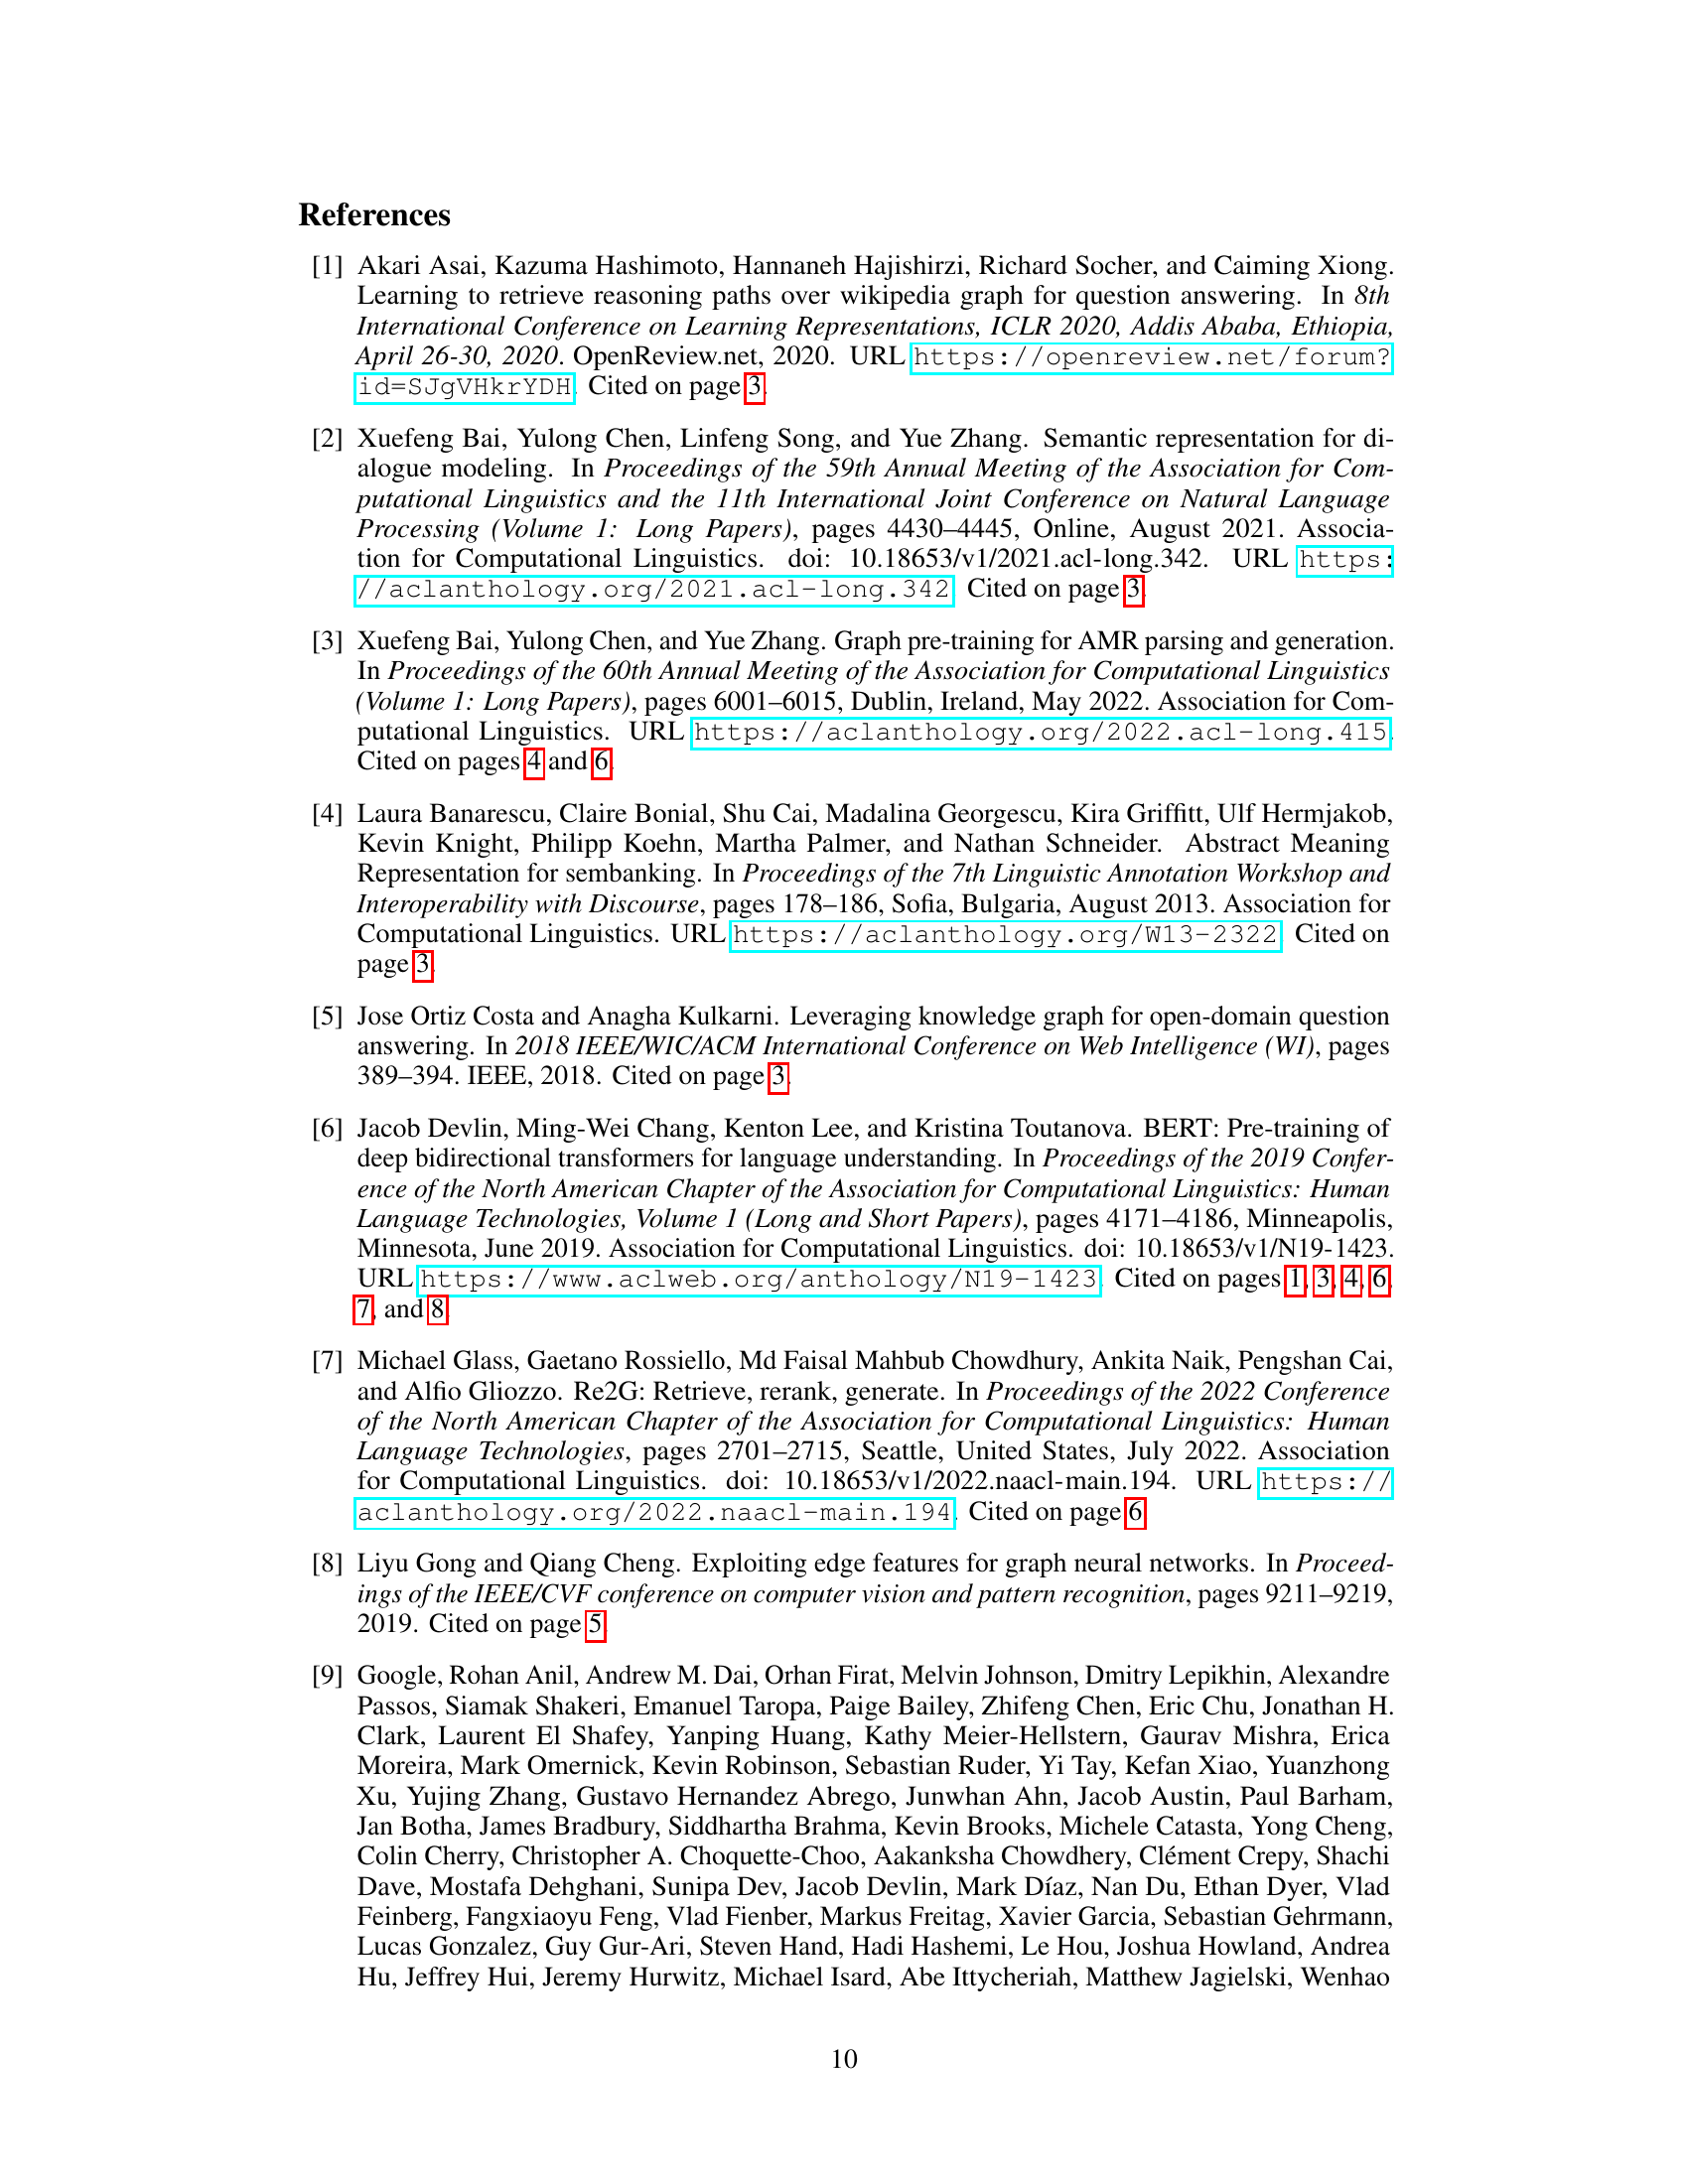 References
[1] Akari Asai, Kazuma Hashimoto, Hannaneh Hajishirzi, Richard Socher, and Caiming Xiong.
Learning to retrieve reasoning paths over wikipedia graph for question answering. In 8th
International Conference on Learning Representations, ICLR 2020, Addis Ababa, Ethiopia,
April 26-30, 2020. OpenReview.net, 2020. URL https://openreview.net/forum?
id=SJgVHkrYDH. Cited on page 3.
[2] Xuefeng Bai, Yulong Chen, Linfeng Song, and Yue Zhang. Semantic representation for di-
alogue modeling. In Proceedings of the 59th Annual Meeting of the Association for Com-
putational Linguistics and the 11th International Joint Conference on Natural Language
Processing (Volume 1: Long Papers), pages 4430–4445, Online, August 2021. Associa-
tion for Computational Linguistics. doi: 10.18653/v1/2021.acl-long.342. URL https:
//aclanthology.org/2021.acl-long.342. Cited on page 3.
[3] Xuefeng Bai, Yulong Chen, and Yue Zhang. Graph pre-training for AMR parsing and generation.
In Proceedings of the 60th Annual Meeting of the Association for Computational Linguistics
(Volume 1: Long Papers), pages 6001–6015, Dublin, Ireland, May 2022. Association for Com-
putational Linguistics. URL https://aclanthology.org/2022.acl-long.415.
Cited on pages 4 and 6.
[4] Laura Banarescu, Claire Bonial, Shu Cai, Madalina Georgescu, Kira Griffitt, Ulf Hermjakob,
Kevin Knight, Philipp Koehn, Martha Palmer, and Nathan Schneider. Abstract Meaning
Representation for sembanking. In Proceedings of the 7th Linguistic Annotation Workshop and
Interoperability with Discourse, pages 178–186, Sofia, Bulgaria, August 2013. Association for
Computational Linguistics. URL https://aclanthology.org/W13-2322. Cited on
page 3.
[5] Jose Ortiz Costa and Anagha Kulkarni. Leveraging knowledge graph for open-domain question
answering. In 2018 IEEE/WIC/ACM International Conference on Web Intelligence (WI), pages
389–394. IEEE, 2018. Cited on page 3.
[6] Jacob Devlin, Ming-Wei Chang, Kenton Lee, and Kristina Toutanova. BERT: Pre-training of
deep bidirectional transformers for language understanding. In Proceedings of the 2019 Confer-
ence of the North American Chapter of the Association for Computational Linguistics: Human
Language Technologies, Volume 1 (Long and Short Papers), pages 4171–4186, Minneapolis,
Minnesota, June 2019. Association for Computational Linguistics. doi: 10.18653/v1/N19-1423.
URL https://www.aclweb.org/anthology/N19-1423. Cited on pages 1, 3, 4, 6,
7, and 8.
[7] Michael Glass, Gaetano Rossiello, Md Faisal Mahbub Chowdhury, Ankita Naik, Pengshan Cai,
and Alfio Gliozzo. Re2G: Retrieve, rerank, generate. In Proceedings of the 2022 Conference
of the North American Chapter of the Association for Computational Linguistics: Human
Language Technologies, pages 2701–2715, Seattle, United States, July 2022. Association
for Computational Linguistics. doi: 10.18653/v1/2022.naacl-main.194. URL https://
aclanthology.org/2022.naacl-main.194. Cited on page 6.
[8] Liyu Gong and Qiang Cheng. Exploiting edge features for graph neural networks. In Proceed-
ings of the IEEE/CVF conference on computer vision and pattern recognition, pages 9211–9219,
2019. Cited on page 5.
[9] Google, Rohan Anil, Andrew M. Dai, Orhan Firat, Melvin Johnson, Dmitry Lepikhin, Alexandre
Passos, Siamak Shakeri, Emanuel Taropa, Paige Bailey, Zhifeng Chen, Eric Chu, Jonathan H.
Clark, Laurent El Shafey, Yanping Huang, Kathy Meier-Hellstern, Gaurav Mishra, Erica
Moreira, Mark Omernick, Kevin Robinson, Sebastian Ruder, Yi Tay, Kefan Xiao, Yuanzhong
Xu, Yujing Zhang, Gustavo Hernandez Abrego, Junwhan Ahn, Jacob Austin, Paul Barham,
Jan Botha, James Bradbury, Siddhartha Brahma, Kevin Brooks, Michele Catasta, Yong Cheng,
Colin Cherry, Christopher A. Choquette-Choo, Aakanksha Chowdhery, Clément Crepy, Shachi
Dave, Mostafa Dehghani, Sunipa Dev, Jacob Devlin, Mark Díaz, Nan Du, Ethan Dyer, Vlad
Feinberg, Fangxiaoyu Feng, Vlad Fienber, Markus Freitag, Xavier Garcia, Sebastian Gehrmann,
Lucas Gonzalez, Guy Gur-Ari, Steven Hand, Hadi Hashemi, Le Hou, Joshua Howland, Andrea
Hu, Jeffrey Hui, Jeremy Hurwitz, Michael Isard, Abe Ittycheriah, Matthew Jagielski, Wenhao
10